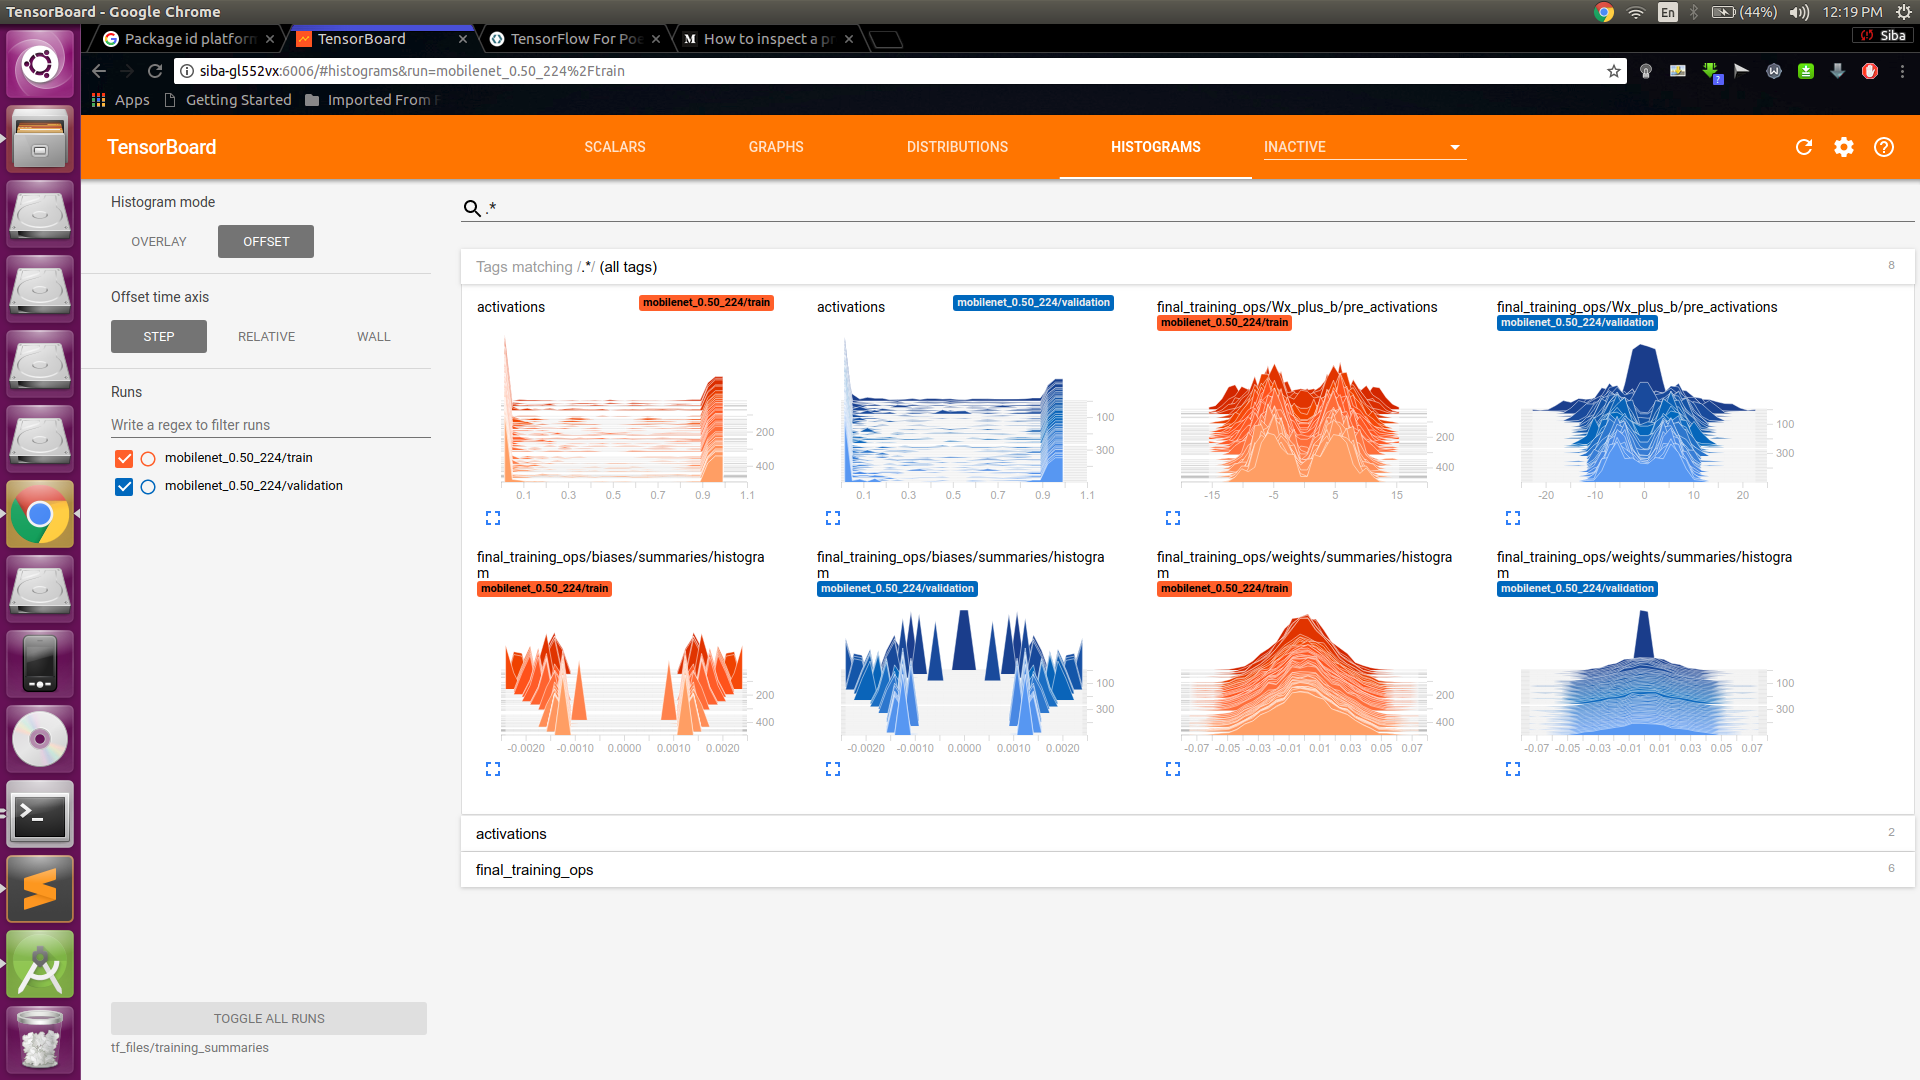 TensorBoard - Google Chrome
En (44%) 12:19 PM
Package id platform
TensorBoard
TensorFlow For Poe
M How to inspect a pr
Siba
siba-gl552vx:6006/#histograms&run=mobilenet_0.50_224%2Ftrain
Apps Getting Started Imported From F
TensorBoard
SCALARS GRAPHS DISTRIBUTIONS HISTOGRAMS INACTIVE
Histogram mode
OVERLAY OFFSET
Offset time axis
STEP RELATIVE WALL
Runs
Write a regex to filter runs
mobilenet_0.50_224/train
mobilenet_0.50_224/validation
TOGGLE ALL RUNS
tf_files/training_summaries
.*
Tags matching /.*/ (all tags) 8
activations mobilenet_0.50_224/train
200
400
0.1 0.3 0.5 0.7 0.9 1.1
activations mobilenet_0.50_224/validation
100
300
0.1 0.3 0.5 0.7 0.9 1.1
final_training_ops/Wx_plus_b/pre_activations
mobilenet_0.50_224/train
200
400
-15 -5 5 15
final_training_ops/Wx_plus_b/pre_activations
mobilenet_0.50_224/validation
100
300
-20 -10 0 10 20
final_training_ops/biases/summaries/histogra
m
mobilenet_0.50_224/train
200
400
-0.0020 -0.0010 0.0000 0.0010 0.0020
final_training_ops/biases/summaries/histogra
m
mobilenet_0.50_224/validation
100
300
-0.0020 -0.0010 0.0000 0.0010 0.0020
final_training_ops/weights/summaries/histogra
m
mobilenet_0.50_224/train
200
400
-0.07 -0.05 -0.03 -0.01 0.01 0.03 0.05 0.07
final_training_ops/weights/summaries/histogra
m
mobilenet_0.50_224/validation
100
300
-0.07 -0.05 -0.03 -0.01 0.01 0.03 0.05 0.07
activations 2
final_training_ops 6